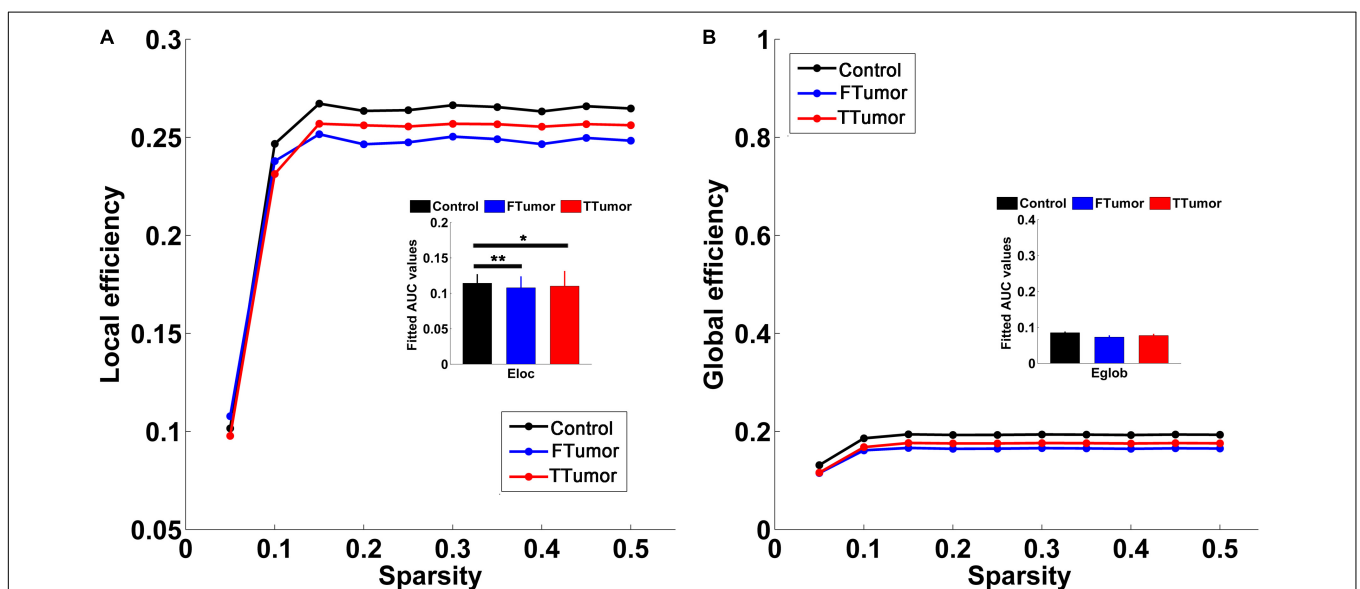 A
0.3
0.25
0.2
0.15
0.1
0.05
Local efficiency
0
0.1
0.2
0.3
0.4
0.5
Sparsity
Control
FTumor
TTumor
0.2
0.15
0.1
0.05
0
Fitted AUC values
*
**
Eloc
Control
FTumor
TTumor
B
1
0.8
0.6
0.4
0.2
0
Global efficiency
0
0.1
0.2
0.3
0.4
0.5
Sparsity
Control
FTumor
TTumor
Control
FTumor
TTumor
0.4
0.3
0.2
0.1
0
Fitted AUC values
Eglob